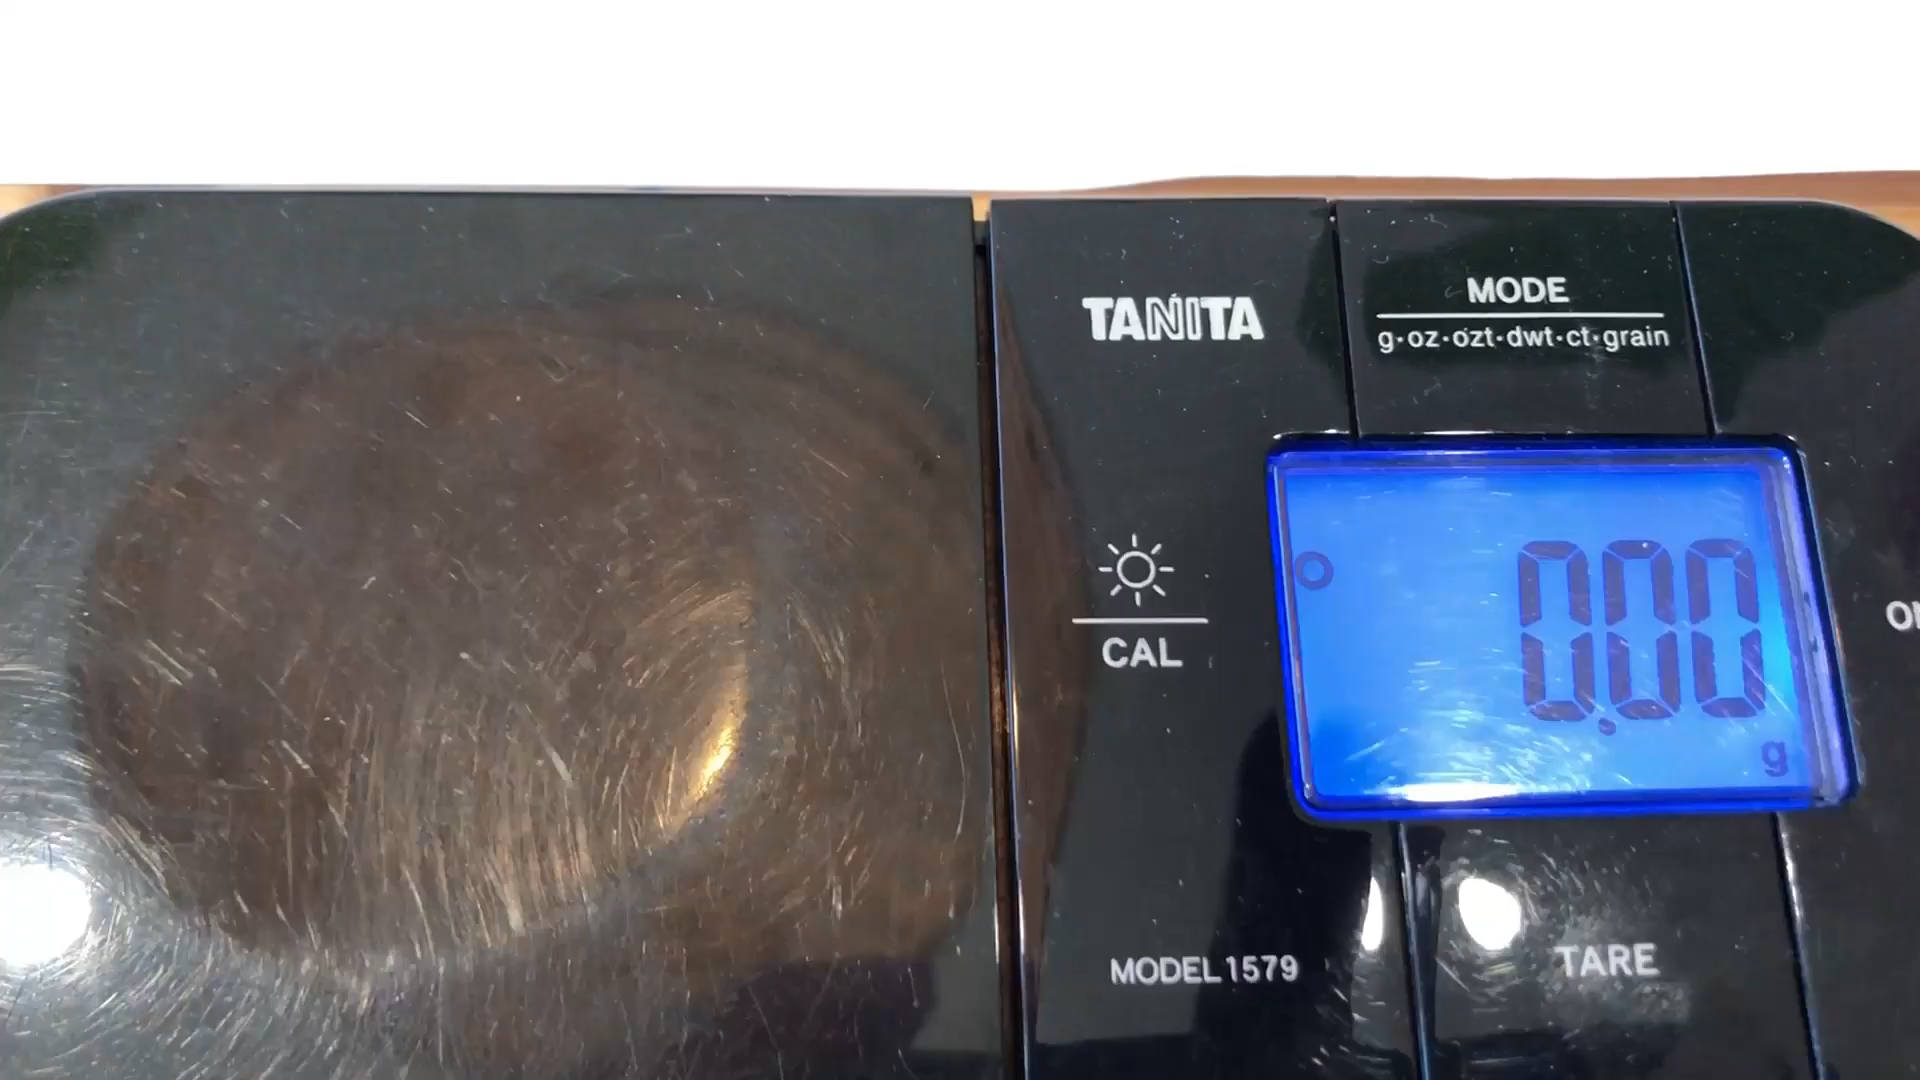 TANITA
MODE
g·oz·ozt·dwt·ct·grain
CAL
0.00
g
MODEL 1579
TARE